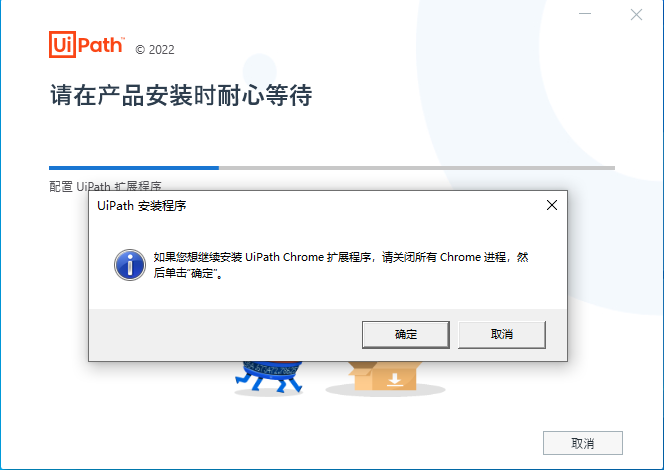 UiPath © 2022
请在产品安装时耐心等待
配置 UiPath 扩展程序
UiPath 安装程序
如果您想继续安装 UiPath Chrome 扩展程序，请关闭所有 Chrome 进程，然
后单击“确定”。
确定 取消
取消